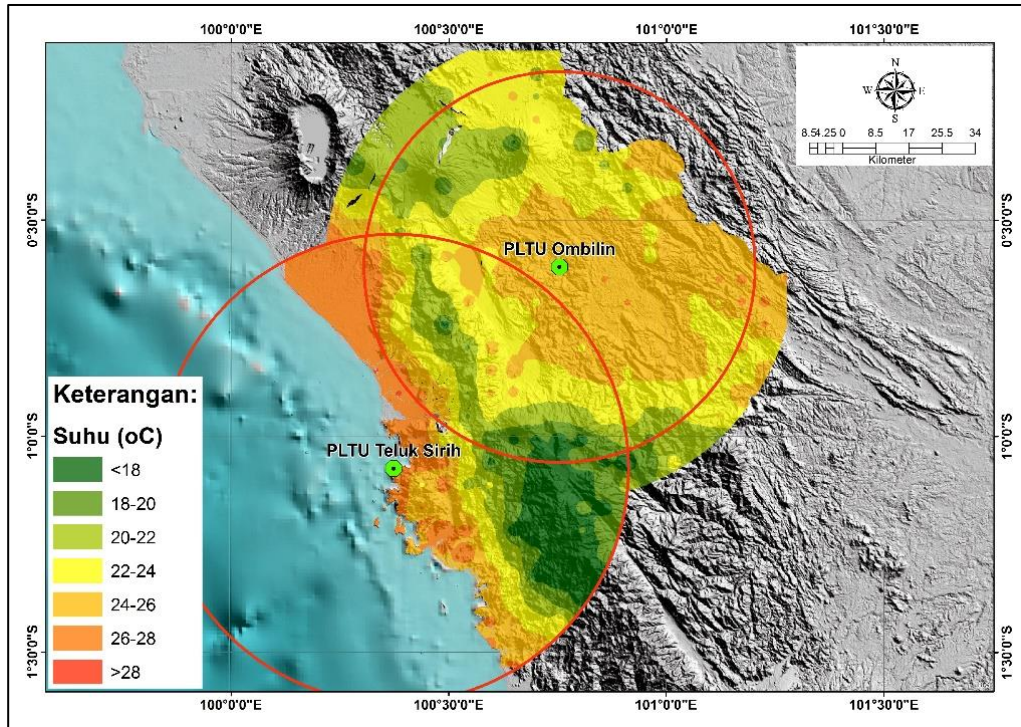 100°0'0"E 100°30'0"E 101°0'0"E 101°30'0"E
N
W E
S
8.54.25 0 8.5 17 25.5 34
Kilometer
0°30'0"S 0°30'0"S
PLTU Ombilin
Keterangan:
Suhu (oC)
<18
18-20
20-22
22-24
24-26
26-28
>28
1°0'0"S 1°0'0"S
PLTU Teluk Sirih
1°30'0"S 1°30'0"S
100°0'0"E 100°30'0"E 101°0'0"E 101°30'0"E